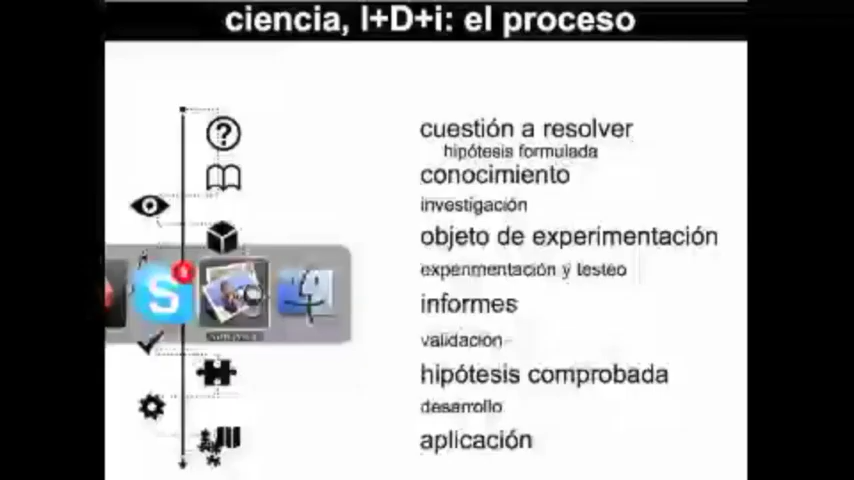 ciencia, I+D+i: el proceso
cuestión a resolver
hipótesis formulada
conocimiento
investigación
objeto de experimentación
experimentación y testeo
informes
validación
hipótesis comprobada
desarrollo
aplicación